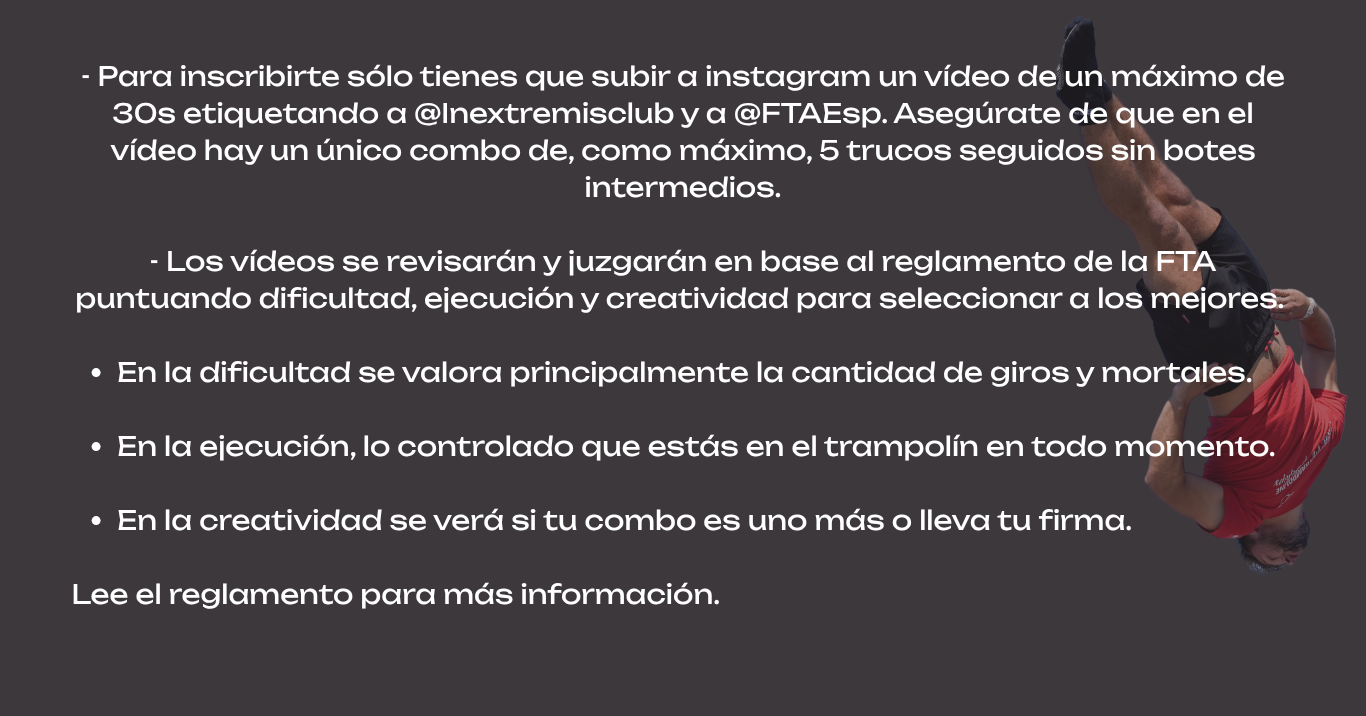 - Para inscribirte sólo tienes que subir a instagram un vídeo de un máximo de
30s etiquetando a @Inextremisclub y a @FTAEsp. Asegúrate de que en el
vídeo hay un único combo de, como máximo, 5 trucos seguidos sin botes
intermedios.
- Los vídeos se revisarán y juzgarán en base al reglamento de la FTA
puntuando dificultad, ejecución y creatividad para seleccionar a los mejores.
• En la dificultad se valora principalmente la cantidad de giros y mortales.
• En la ejecución, lo controlado que estás en el trampolín en todo momento.
• En la creatividad se verá si tu combo es uno más o lleva tu firma.
Lee el reglamento para más información.